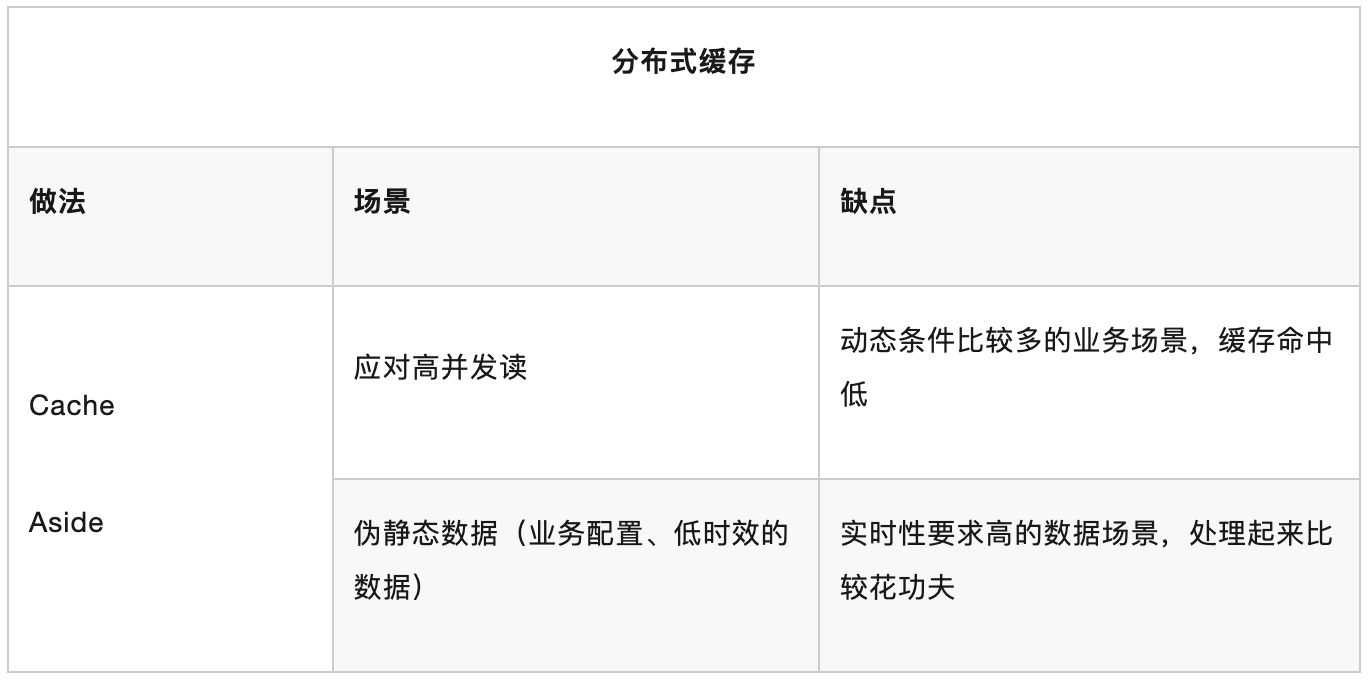 分布式缓存
做法
场景
缺点
Cache
Aside
应对高并发读
动态条件比较多的业务场景，缓存命中
低
伪静态数据（业务配置、低时效的
数据）
实时性要求高的数据场景，处理起来比
较花功夫